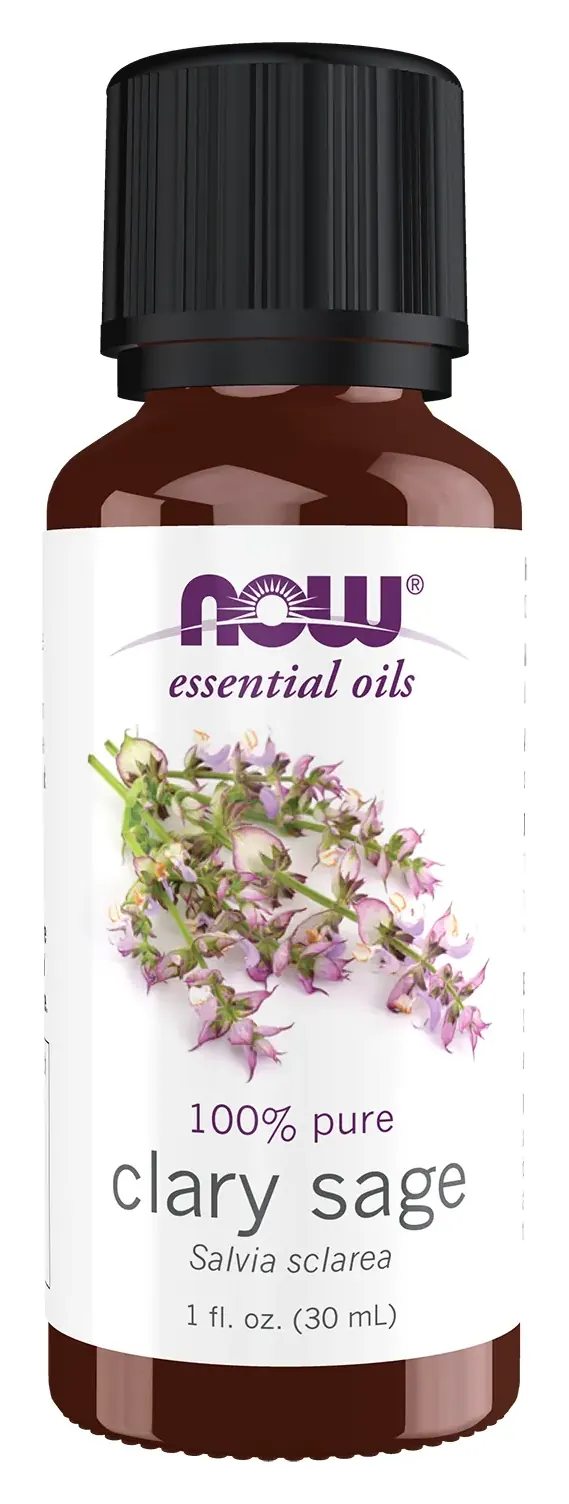 now®
essential oils
100% pure
clary sage
Salvia sclarea
1 fl. oz. (30 mL)